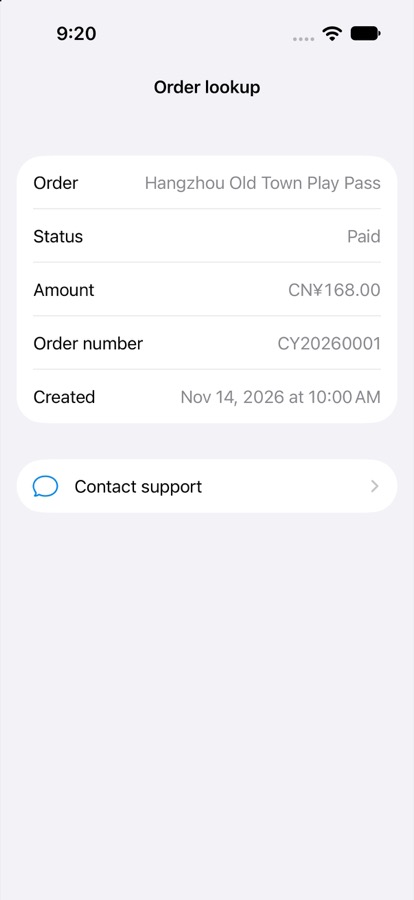 9:20
Order lookup
Order Hangzhou Old Town Play Pass
Status Paid
Amount CN¥168.00
Order number CY20260001
Created Nov 14, 2026 at 10:00 AM
Contact support